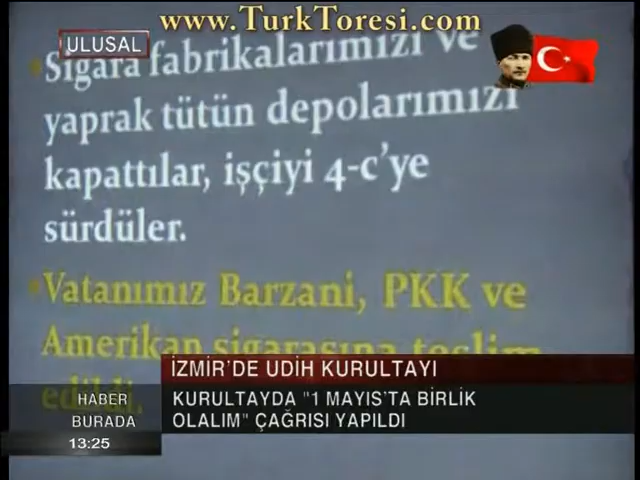 www.TurkToresi.com
ULUSAL
Sigara fabrikalarımızı ve
yaprak tütün depolarımızı
kapattılar, işçiyi 4-c'ye
sürdüler.
Vatanımız Barzani, PKK ve
Amerikan sigarasına teslim
edildi.
İZMİR'DE UDİH KURULTAYI
KURULTAYDA "1 MAYIS'TA BİRLİK
OLALIM" ÇAĞRISI YAPILDI
HABER
BURADA
13:25